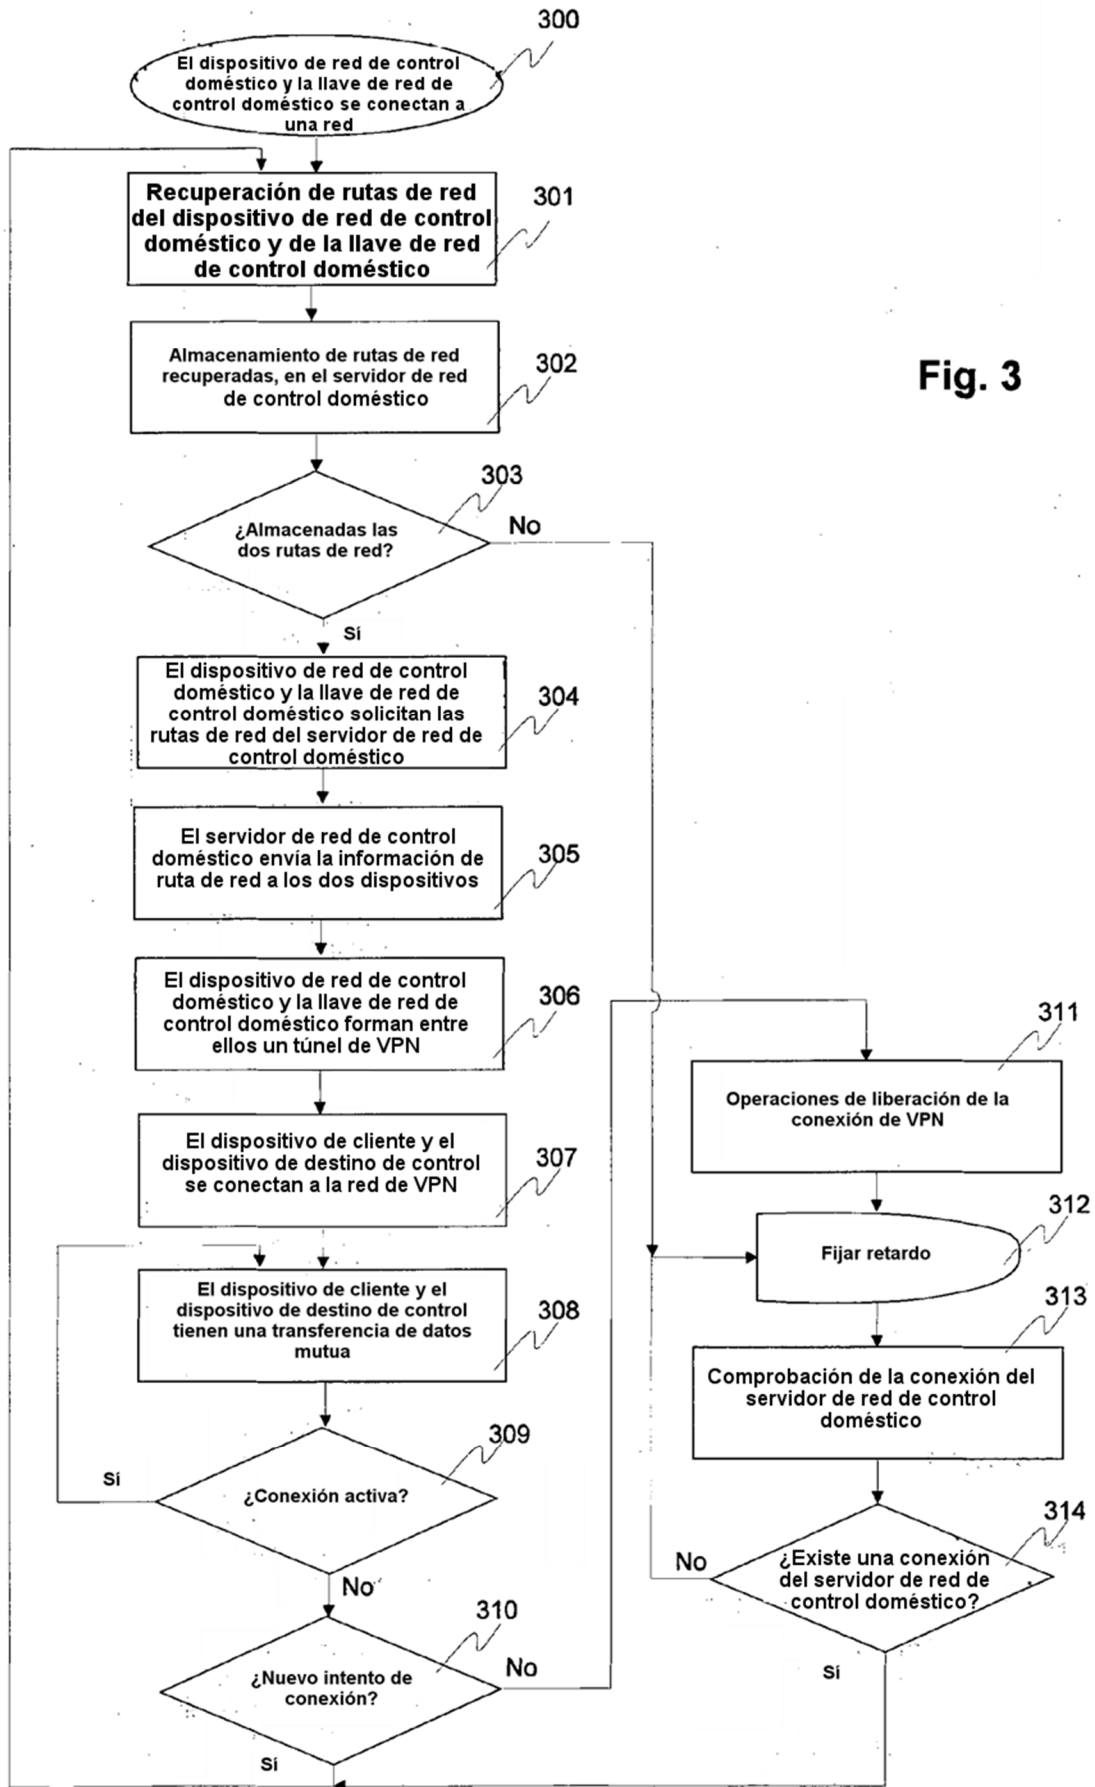 300
El dispositivo de red de control
doméstico y la llave de red de
control doméstico se conectan a
una red
Recuperación de rutas de red
del dispositivo de red de control
doméstico y de la llave de red
de control doméstico
301
Almacenamiento de rutas de red
recuperadas, en el servidor de red
de control doméstico
302
Fig. 3
303
¿Almacenadas las
dos rutas de red?
No
Sí
El dispositivo de red de control
doméstico y la llave de red de
control doméstico solicitan las
rutas de red del servidor de red de
control doméstico
304
El servidor de red de control
doméstico envía la información de
ruta de red a los dos dispositivos
305
El dispositivo de red de control
doméstico y la llave de red de
control doméstico forman entre
ellos un túnel de VPN
306
311
Operaciones de liberación de la
conexión de VPN
El dispositivo de cliente y el
dispositivo de destino de control
se conectan a la red de VPN
307
312
Fijar retardo
El dispositivo de cliente y el
dispositivo de destino de control
tienen una transferencia de datos
mutua
308
313
Comprobación de la conexión del
servidor de red de control
doméstico
309
¿Conexión activa?
Sí
No
314
¿Existe una conexión
del servidor de red de
control doméstico?
No
Sí
310
¿Nuevo intento de
conexión?
No
Sí